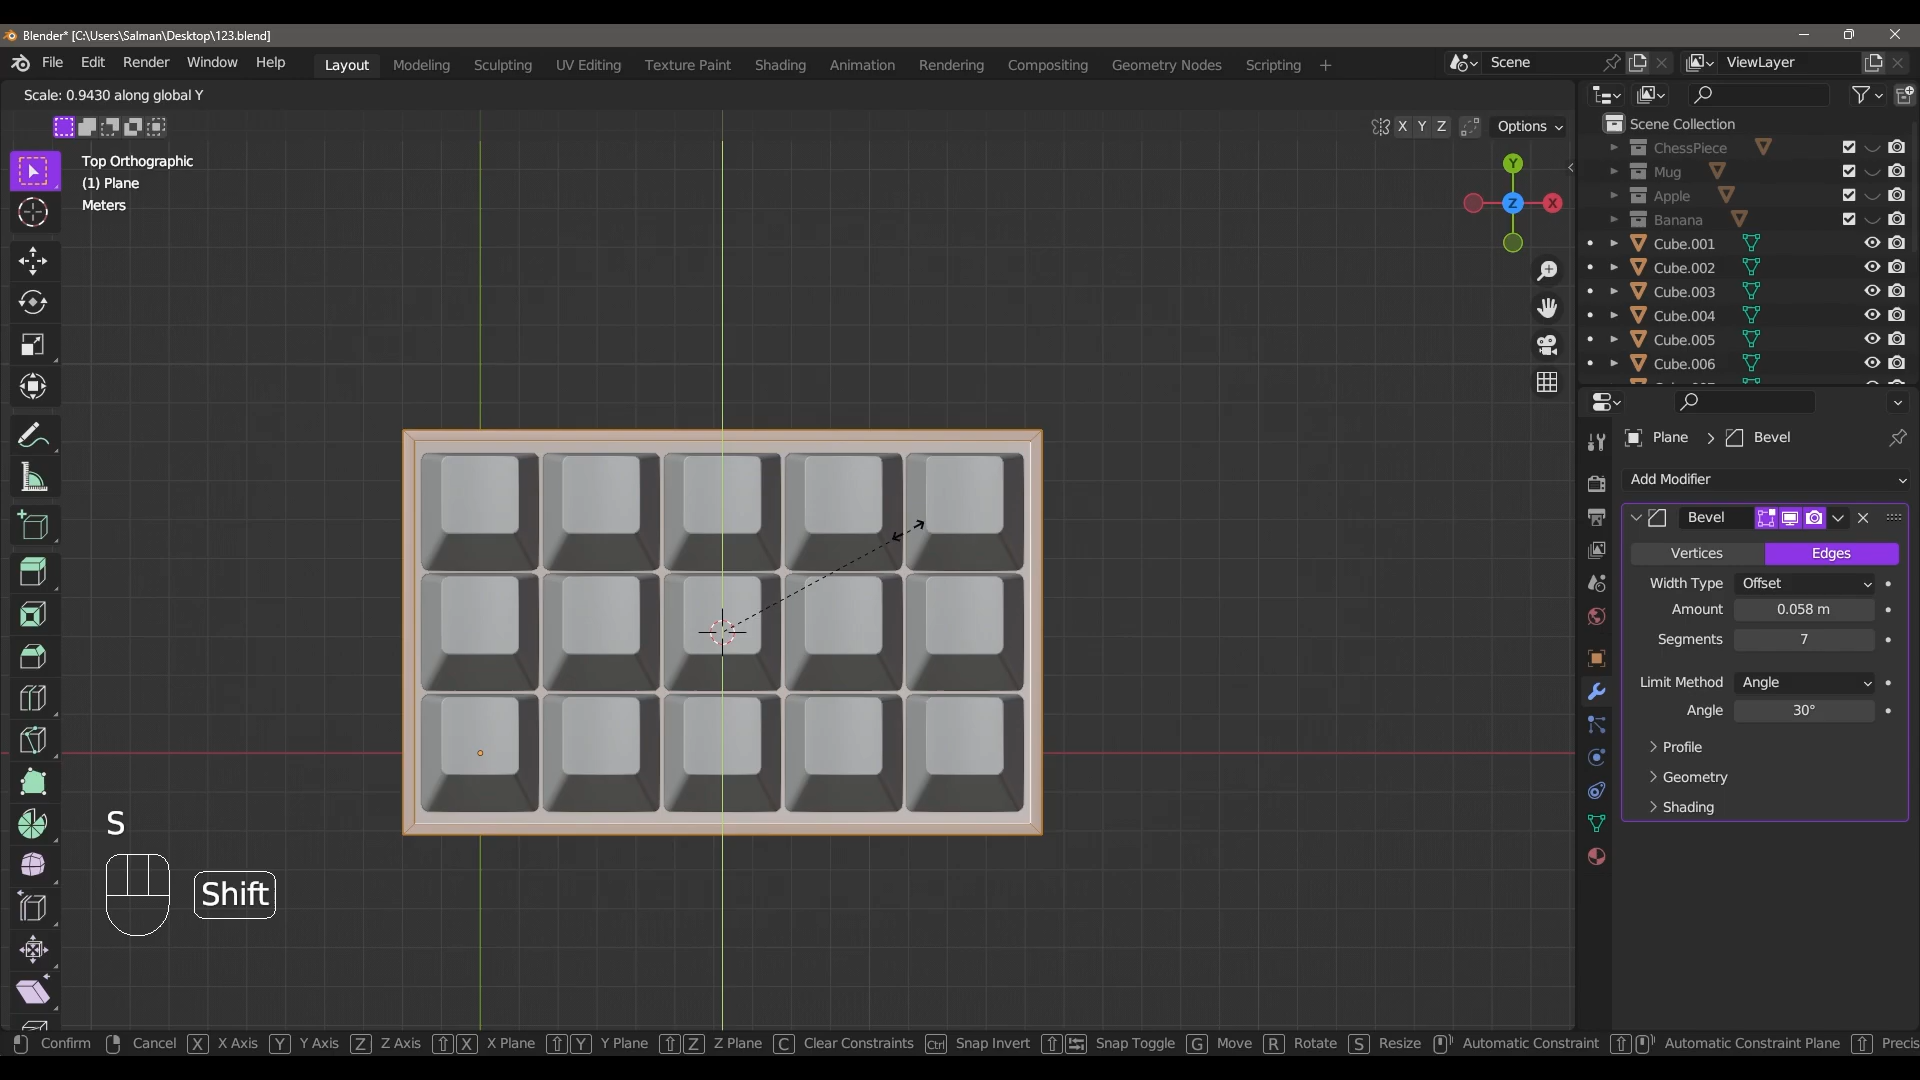 Blender* [C:\Users\Salman\Desktop\123.blend]
File Edit Render Window Help Layout Modeling Sculpting UV Editing Texture Paint Shading Animation Rendering Compositing Geometry Nodes Scripting + Scene ViewLayer
Scale: 0.9430 along global Y
X Y Z Options
Top Orthographic
(1) Plane
Meters
Y
Z X
Scene Collection
ChessPiece
Mug
Apple
Banana
Cube.001
Cube.002
Cube.003
Cube.004
Cube.005
Cube.006
Plane > Bevel
Add Modifier
Bevel
Vertices Edges
Width Type Offset
Amount 0.058 m
Segments 7
Limit Method Angle
Angle 30°
Profile
Geometry
Shading
S
Shift
Confirm Cancel X X Axis Y Y Axis Z Z Axis X X Plane Y Y Plane Z Z Plane C Clear Constraints Ctrl Snap Invert Snap Toggle G Move R Rotate S Resize Automatic Constraint Automatic Constraint Plane Precis